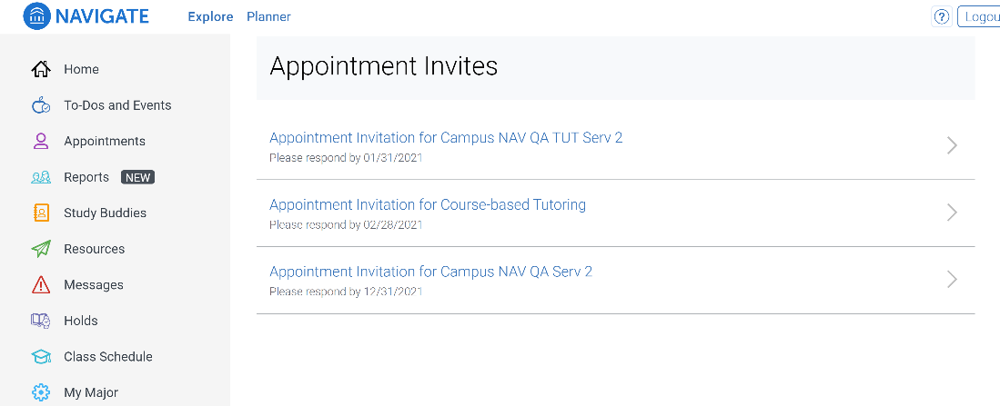 NAVIGATE Explore Planner ? Logou
Home
To-Dos and Events
Appointments
Reports NEW
Study Buddies
Resources
Messages
Holds
Class Schedule
My Major
Appointment Invites
Appointment Invitation for Campus NAV QA TUT Serv 2
Please respond by 01/31/2021
Appointment Invitation for Course-based Tutoring
Please respond by 02/28/2021
Appointment Invitation for Campus NAV QA Serv 2
Please respond by 12/31/2021